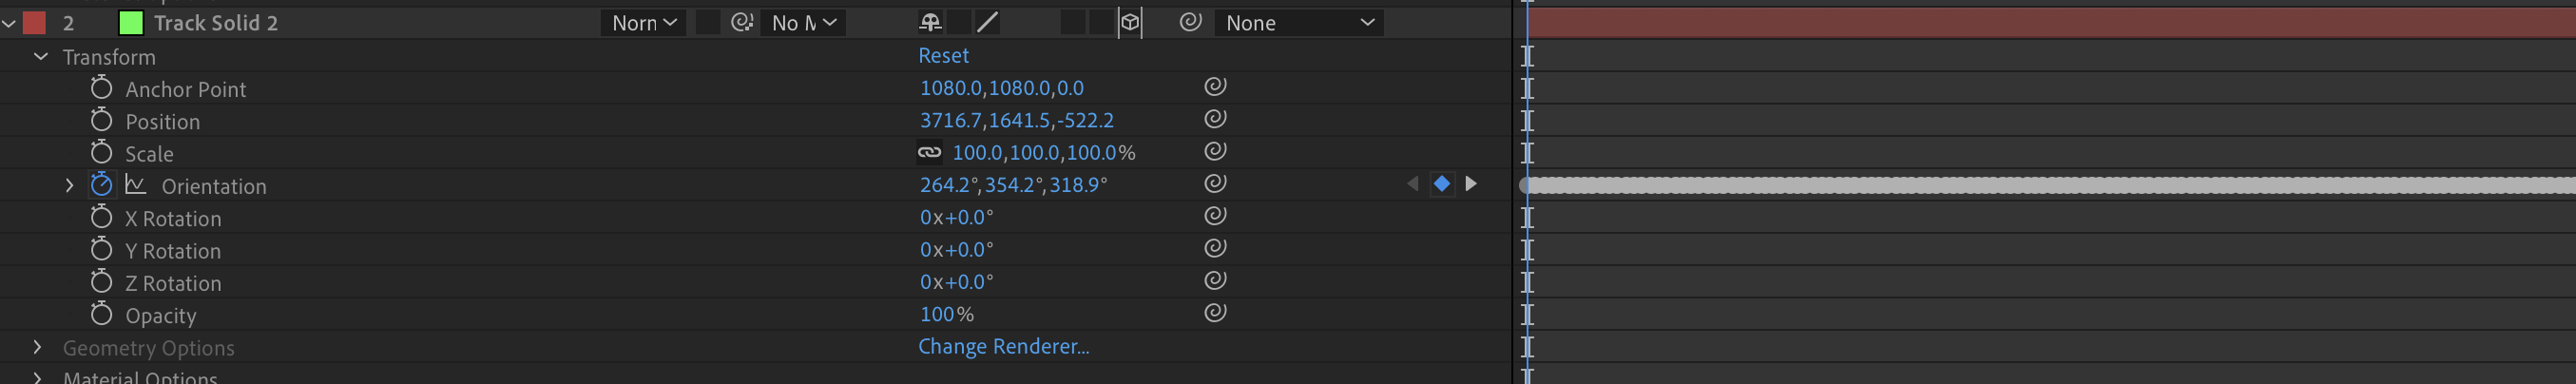 2 Track Solid 2 Norn No M None
Transform Reset
Anchor Point 1080.0,1080.0,0.0
Position 3716.7,1641.5,-522.2
Scale 100.0,100.0,100.0%
Orientation 264.2°,354.2°,318.9°
X Rotation 0x+0.0°
Y Rotation 0x+0.0°
Z Rotation 0x+0.0°
Opacity 100%
Geometry Options Change Renderer...
Material Options